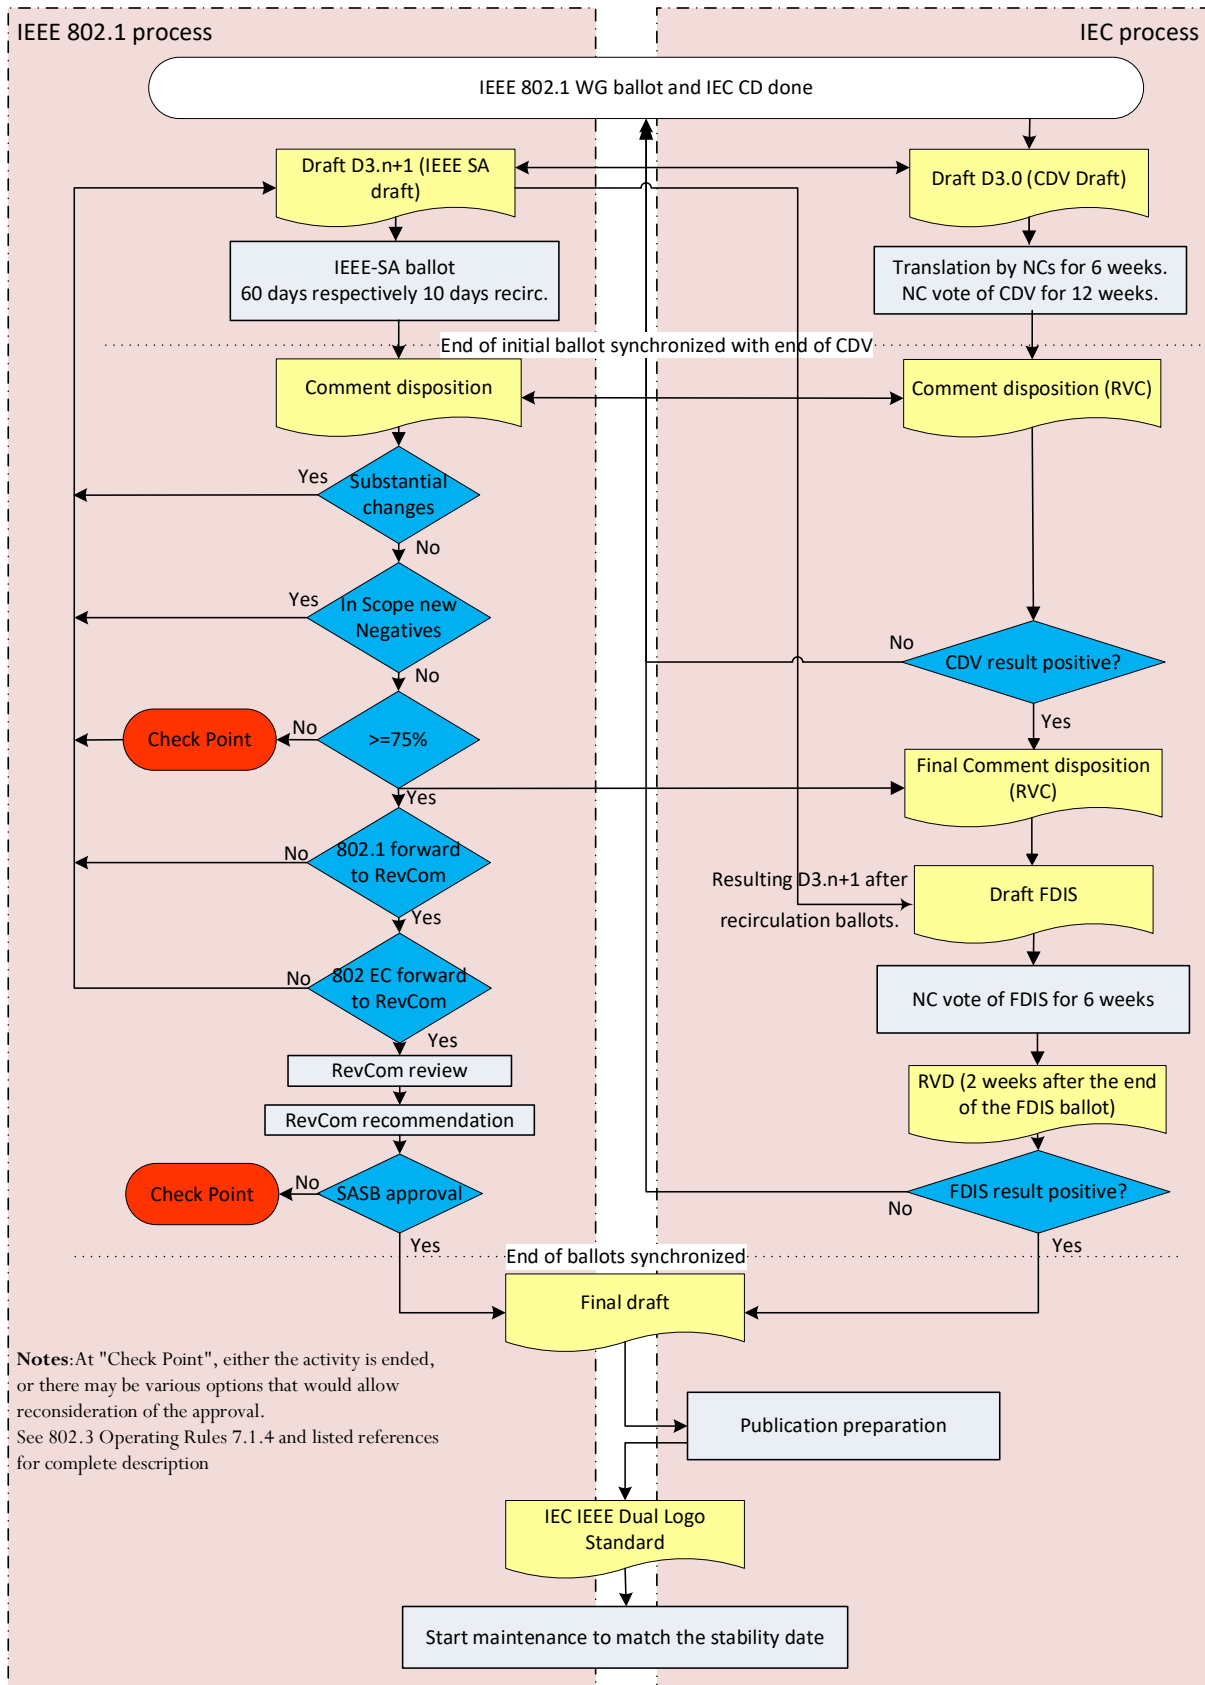 IEEE 802.1 process
IEC process
IEEE 802.1 WG ballot and IEC CD done
Draft D3.n+1 (IEEE SA
draft)
Draft D3.0 (CDV Draft)
IEEE-SA ballot
60 days respectively 10 days recirc.
Translation by NCs for 6 weeks.
NC vote of CDV for 12 weeks.
End of initial ballot synchronized with end of CDV
Comment disposition
Comment disposition (RVC)
Yes
Substantial
changes
No
Yes
In Scope new
Negatives
No
No
CDV result positive?
Yes
Check Point
No
>=75%
Yes
Final Comment disposition
(RVC)
No
802.1 forward
to RevCom
Yes
Resulting D3.n+1 after
recirculation ballots.
Draft FDIS
No
802 EC forward
to RevCom
Yes
NC vote of FDIS for 6 weeks
RevCom review
RevCom recommendation
RVD (2 weeks after the end
of the FDIS ballot)
Check Point
No
SASB approval
Yes
FDIS result positive?
No
Yes
End of ballots synchronized
Final draft
Notes:At "Check Point", either the activity is ended,
or there may be various options that would allow
reconsideration of the approval.
See 802.3 Operating Rules 7.1.4 and listed references
for complete description
Publication preparation
IEC IEEE Dual Logo
Standard
Start maintenance to match the stability date